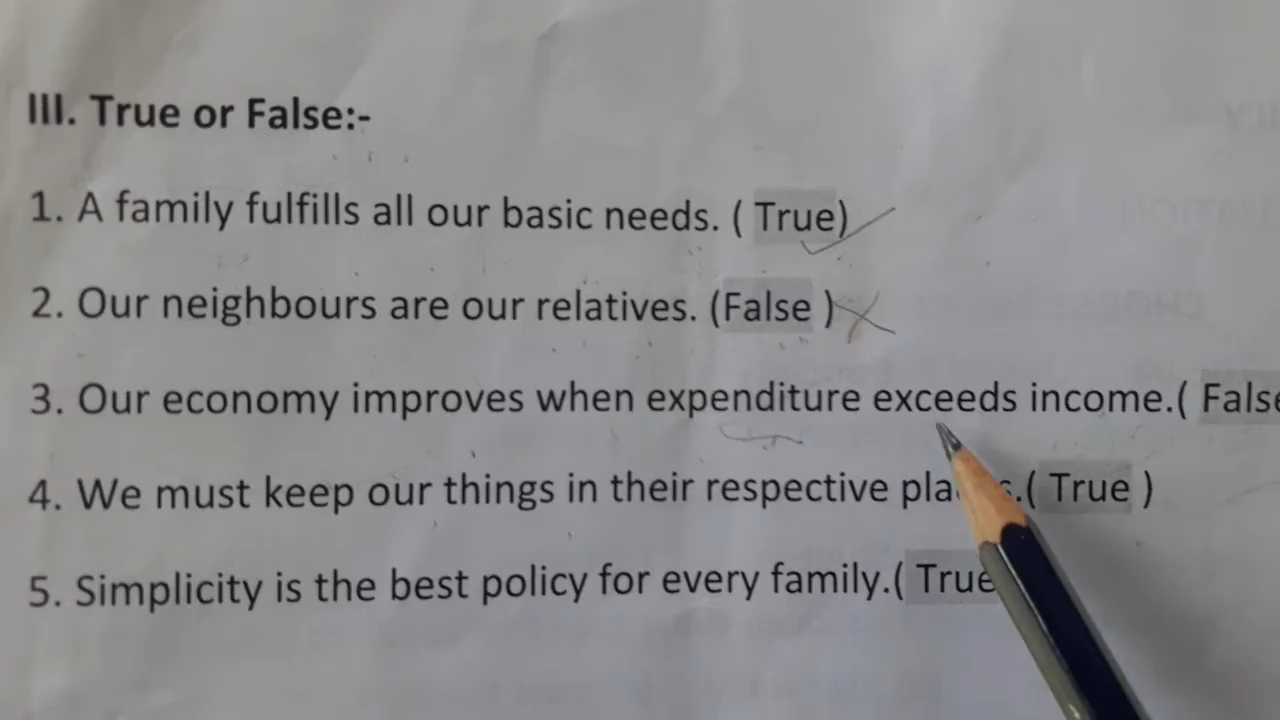 III. True or False:-
1. A family fulfills all our basic needs. ( True)
2. Our neighbours are our relatives. (False )
3. Our economy improves when expenditure exceeds income.( False
4. We must keep our things in their respective places.( True )
5. Simplicity is the best policy for every family.( True